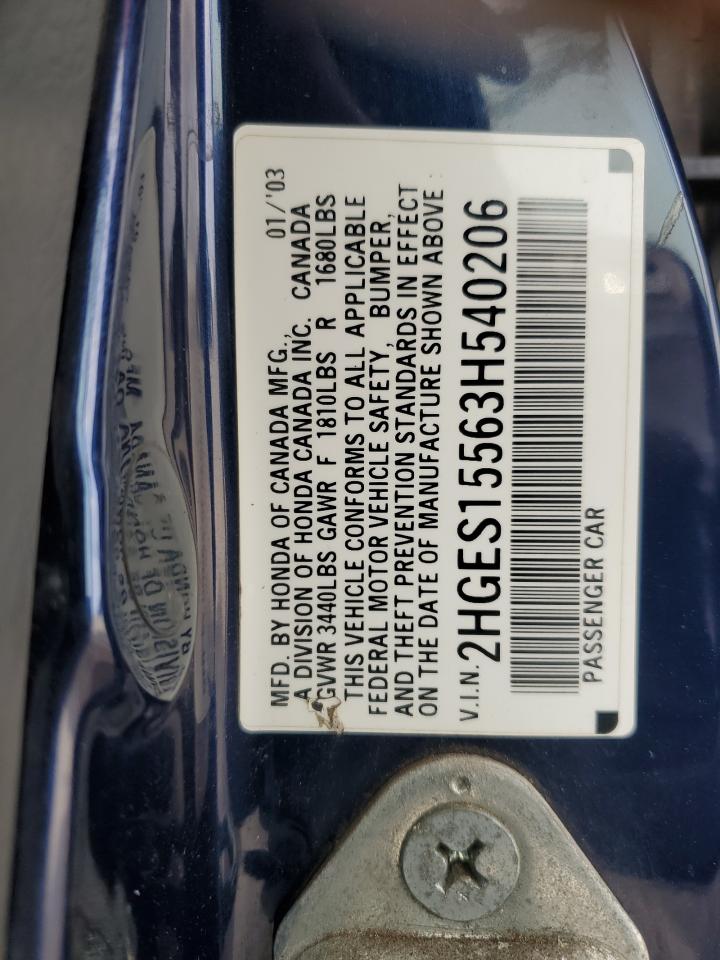 MFD. BY HONDA OF CANADA MFG., 01/'03
A DIVISION OF HONDA CANADA INC. CANADA
GVWR 3440LBS GAWR F 1810LBS R 1680LBS
THIS VEHICLE CONFORMS TO ALL APPLICABLE
FEDERAL MOTOR VEHICLE SAFETY, BUMPER,
AND THEFT PREVENTION STANDARDS IN EFFECT
ON THE DATE OF MANUFACTURE SHOWN ABOVE :
V.I.N. 2HGES15563H540206
PASSENGER CAR